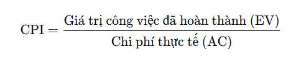 CPI = Giá trị công việc đã hoàn thành (EV) / Chi phí thực tế (AC)